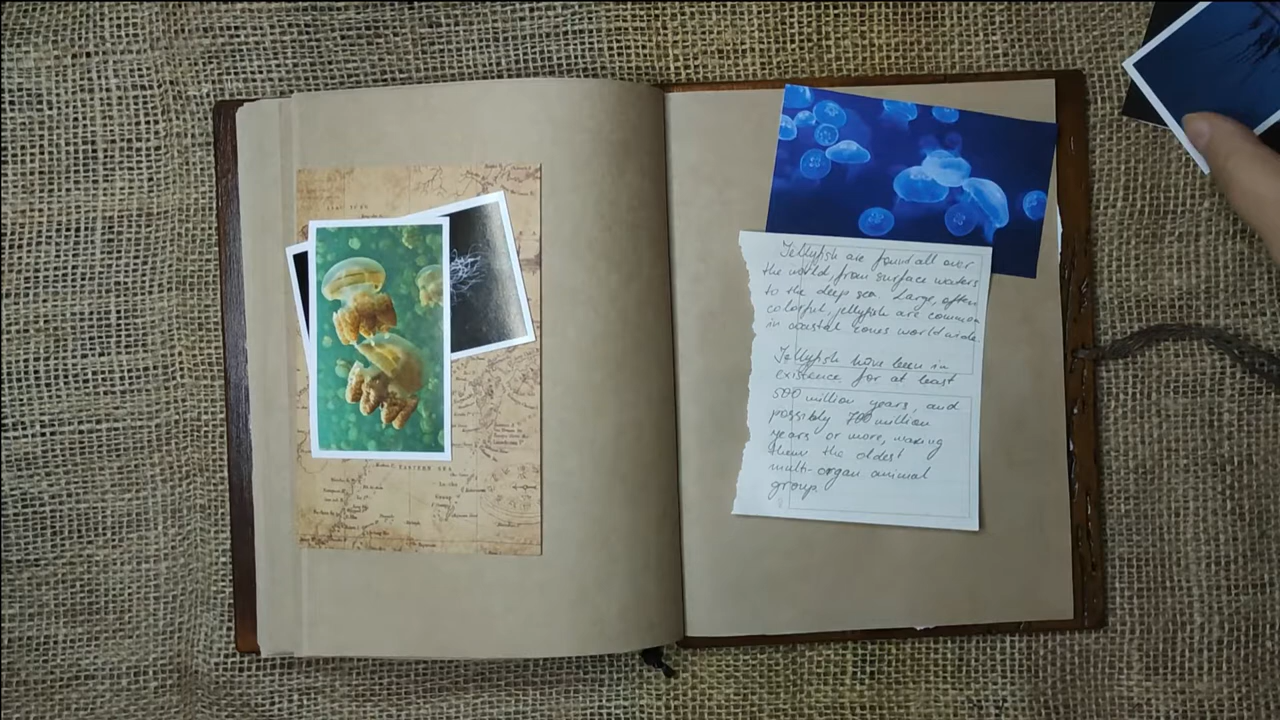 EASTERN SEA
Jellyfish are found all over
the world, from surface waters
to the deep sea. Large, often
colorful, jellyfish are common
in coastal zones worldwide.
Jellyfish have been in
existence for at least
500 million years, and
possibly 700 million
years or more, making
them the oldest
multi-organ animal
group.